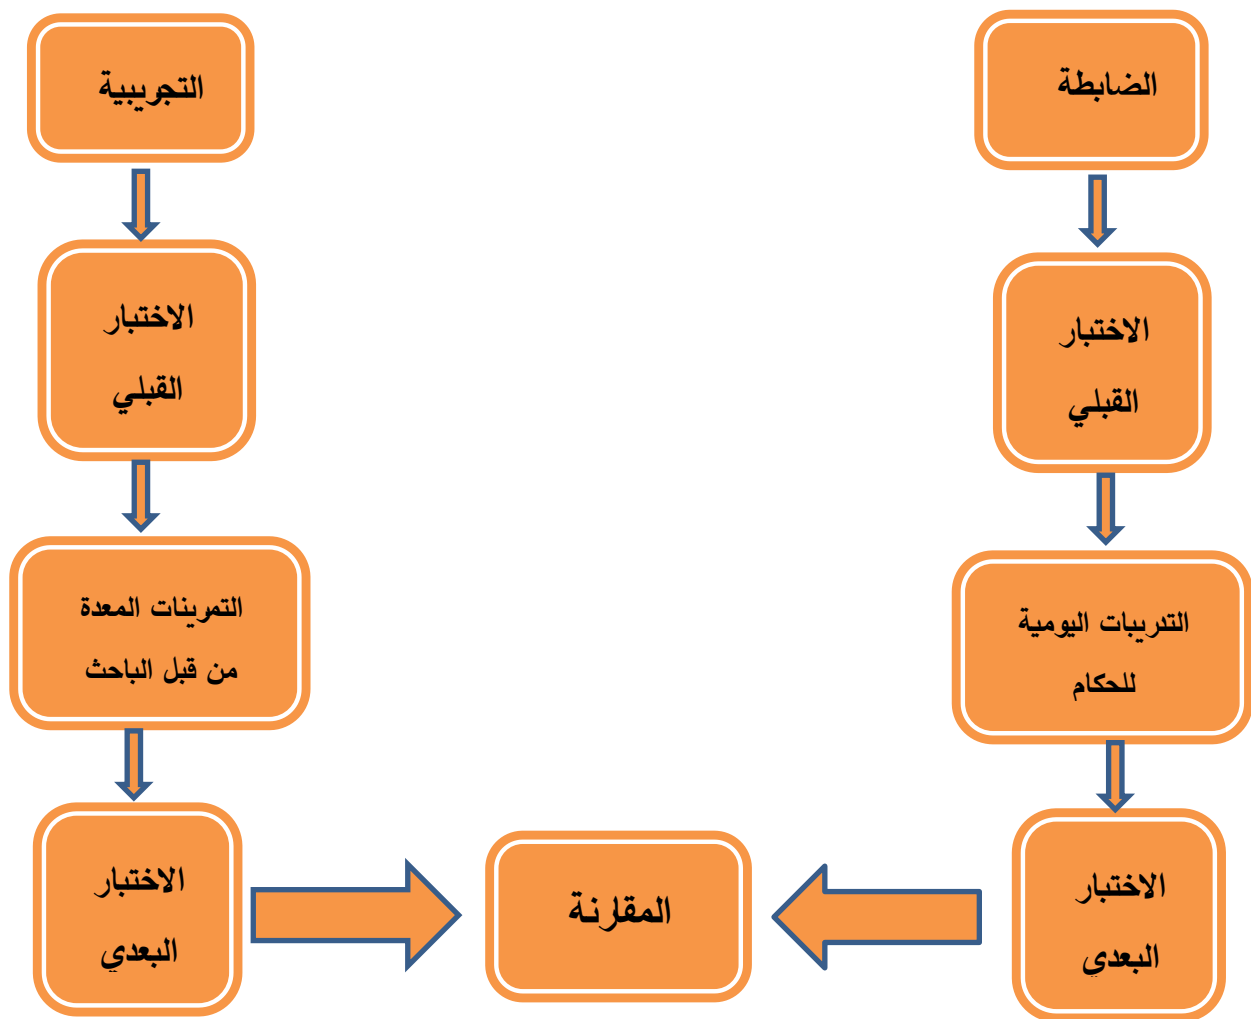 الضابطة
التجريبية
الاختبار
القبلي
الاختبار
القبلي
التدريبات اليومية
للحكام
التمرينات المعدة
من قبل الباحث
الاختبار
البعدي
المقارنة
الاختبار
البعدي